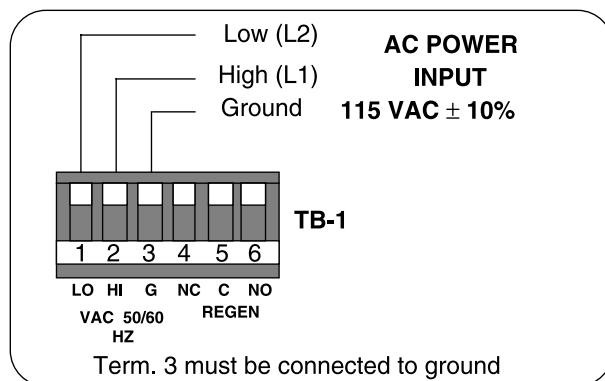 Low (L2)
High (L1)
Ground
AC POWER
INPUT
115 VAC ± 10%
TB-1
1 2 3 4 5 6
LO HI G NC C NO
VAC 50/60
HZ
REGEN
Term. 3 must be connected to ground